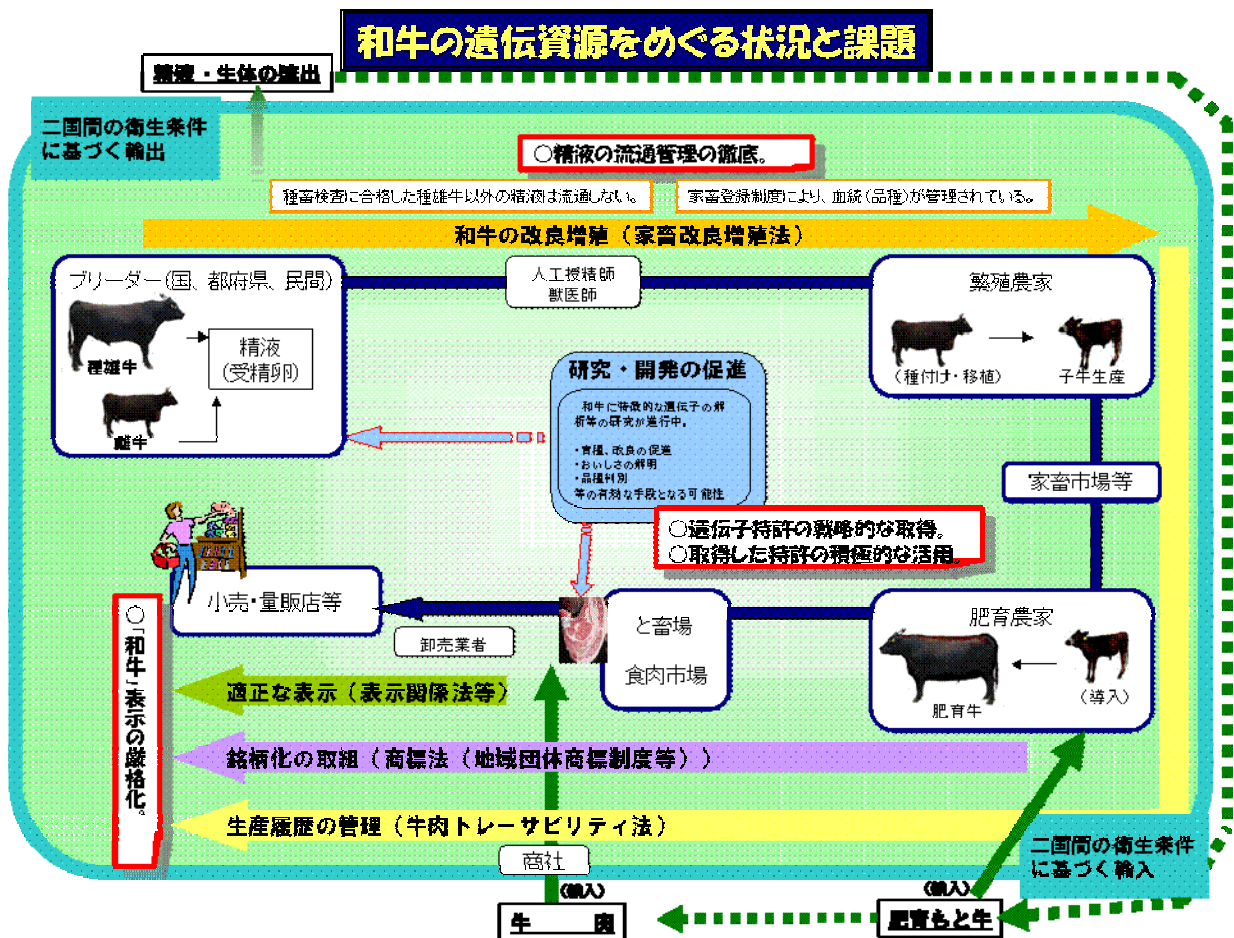 和牛の遺伝資源をめぐる状況と課題
精液・生体の輸出
二国間の衛生条件
に基づく輸出
○精液の流通管理の徹底。
種畜検査に合格した種雄牛以外の精液は流通しない。
家畜登録制度により、血統(品種)が管理されている。
和牛の改良増殖(家畜改良増殖法)
ブリーダー(国、都府県、民間)
種雄牛
精液
(受精卵)
雌牛
人工授精師
獣医師
繁殖農家
(種付け・移植)
子牛生産
研究・開発の促進
和牛に特徴的な遺伝子の解
析等の研究が進行中。
・育種、改良の促進
・おいしさの解明
・品種判別
等の有効な手段となる可能性
家畜市場等
○遺伝子特許の戦略的な取得。
○取得した特許の積極的な活用。
小売・量販店等
卸売業者
と畜場
食肉市場
肥育農家
肥育牛
(導入)
○「和牛」表示の厳格化。
適正な表示(表示関係法等)
銘柄化の取組(商標法(地域団体商標制度等))
生産履歴の管理(牛肉トレーサビリティ法)
商社
二国間の衛生条件
に基づく輸入
(輸入)
牛 肉
(輸入)
肥育もと牛